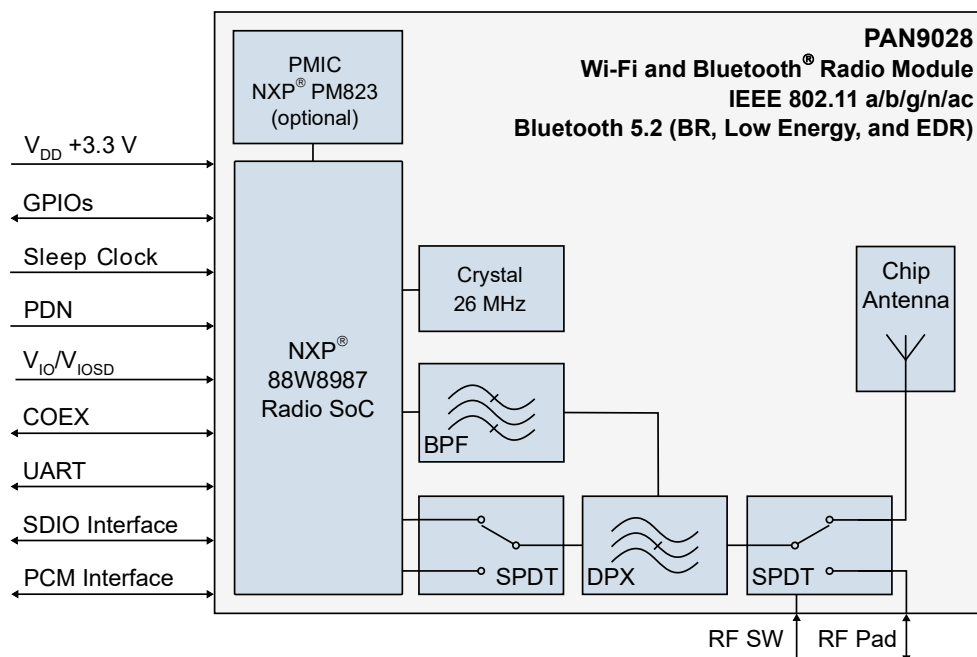 PAN9028
Wi-Fi and Bluetooth® Radio Module
IEEE 802.11 a/b/g/n/ac
Bluetooth 5.2 (BR, Low Energy, and EDR)
PMIC
NXP® PM823
(optional)
VDD +3.3 V
GPIOs
Sleep Clock
PDN
VIO/VIOSD
COEX
UART
SDIO Interface
PCM Interface
NXP®
88W8987
Radio SoC
Crystal
26 MHz
Chip
Antenna
BPF
SPDT
DPX
SPDT
RF SW
RF Pad